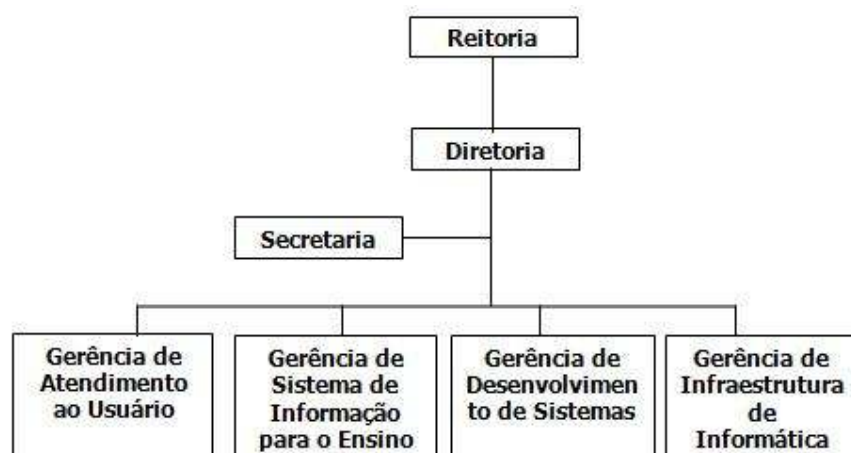 Reitoria
Diretoria
Secretaria
Gerência de
Atendimento
ao Usuário
Gerência de
Sistema de
Informação
para o Ensino
Gerência de
Desenvolvimen
to de Sistemas
Gerência de
Infraestrutura
de
Informática